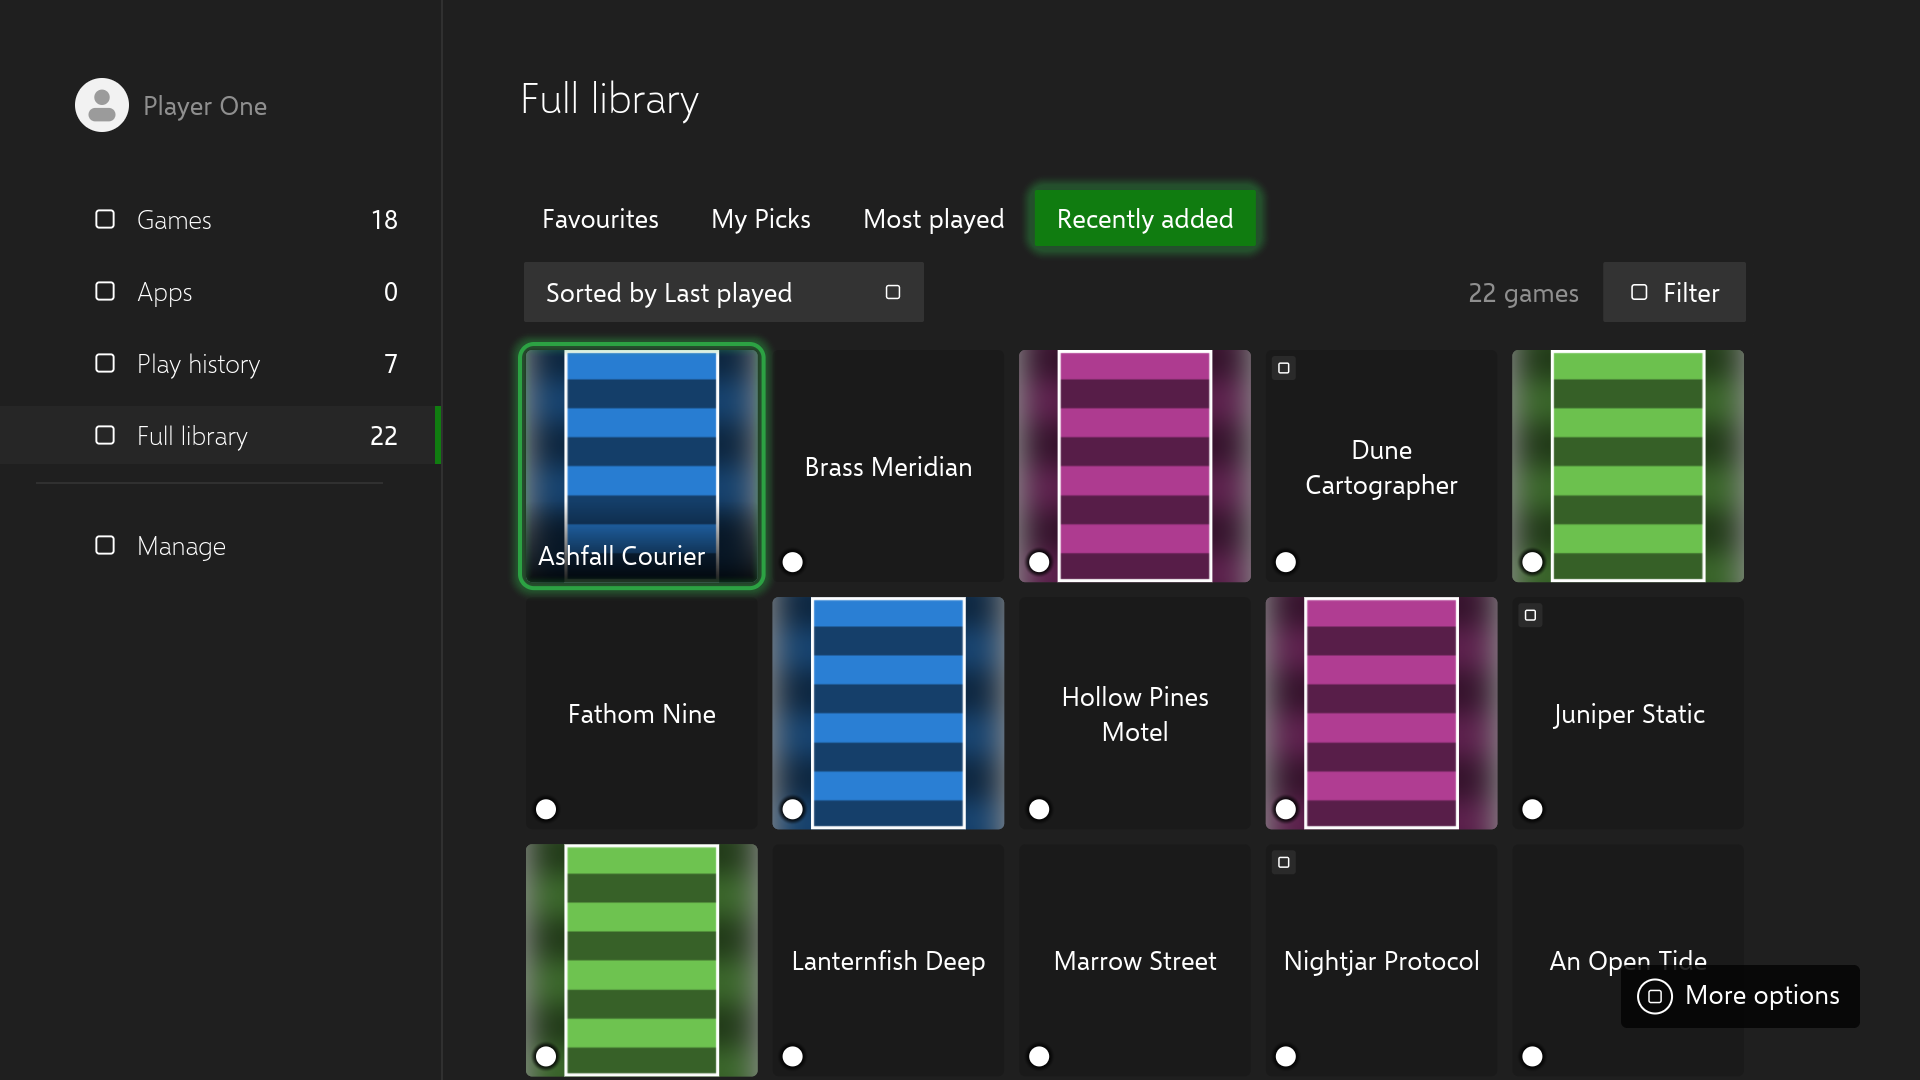 Player One
Games 18
Apps 0
Play history 7
Full library 22
Manage
Full library
Favourites My Picks Most played Recently added
Sorted by Last played
22 games Filter
Ashfall Courier
Brass Meridian
Dune
Cartographer
Fathom Nine
Hollow Pines
Motel
Juniper Static
Lanternfish Deep
Marrow Street
Nightjar Protocol
An Open Tide
More options